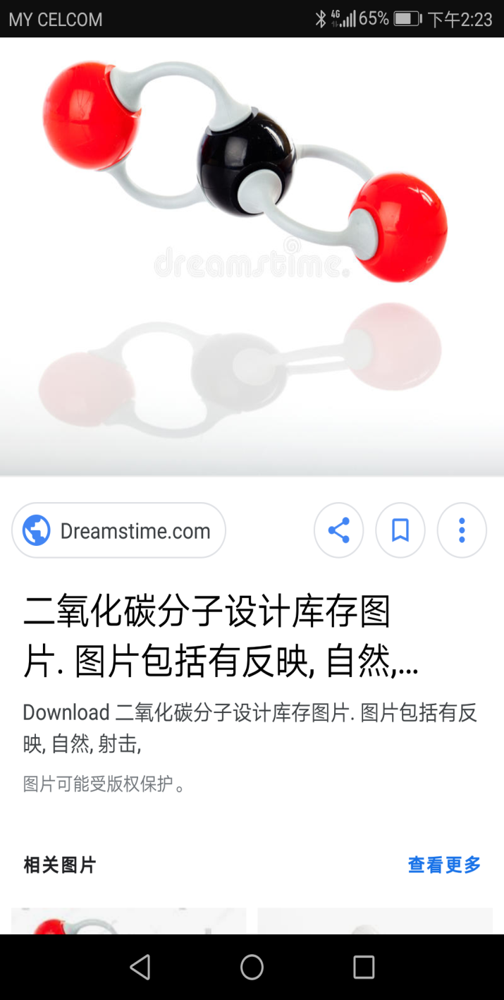 MY CELCOM 4G 65% 下午2:23
dreamstime.
Dreamstime.com
二氧化碳分子设计库存图
片. 图片包括有反映, 自然,...
Download 二氧化碳分子设计库存图片. 图片包括有反
映, 自然, 射击,
图片可能受版权保护。
相关图片 查看更多